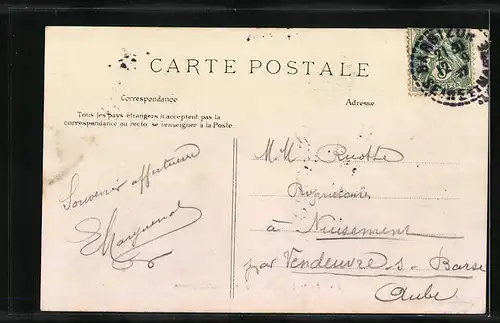 CARTE POSTALE
Correspondance
Adresse
Tous les pays étrangers n'acceptent pas la
correspondance au recto, se renseigner à la Poste.
Souvenir affectueux
Ruothe
Propriétaire
à Nuisement
par Vendeuvre s - Barse
Aube